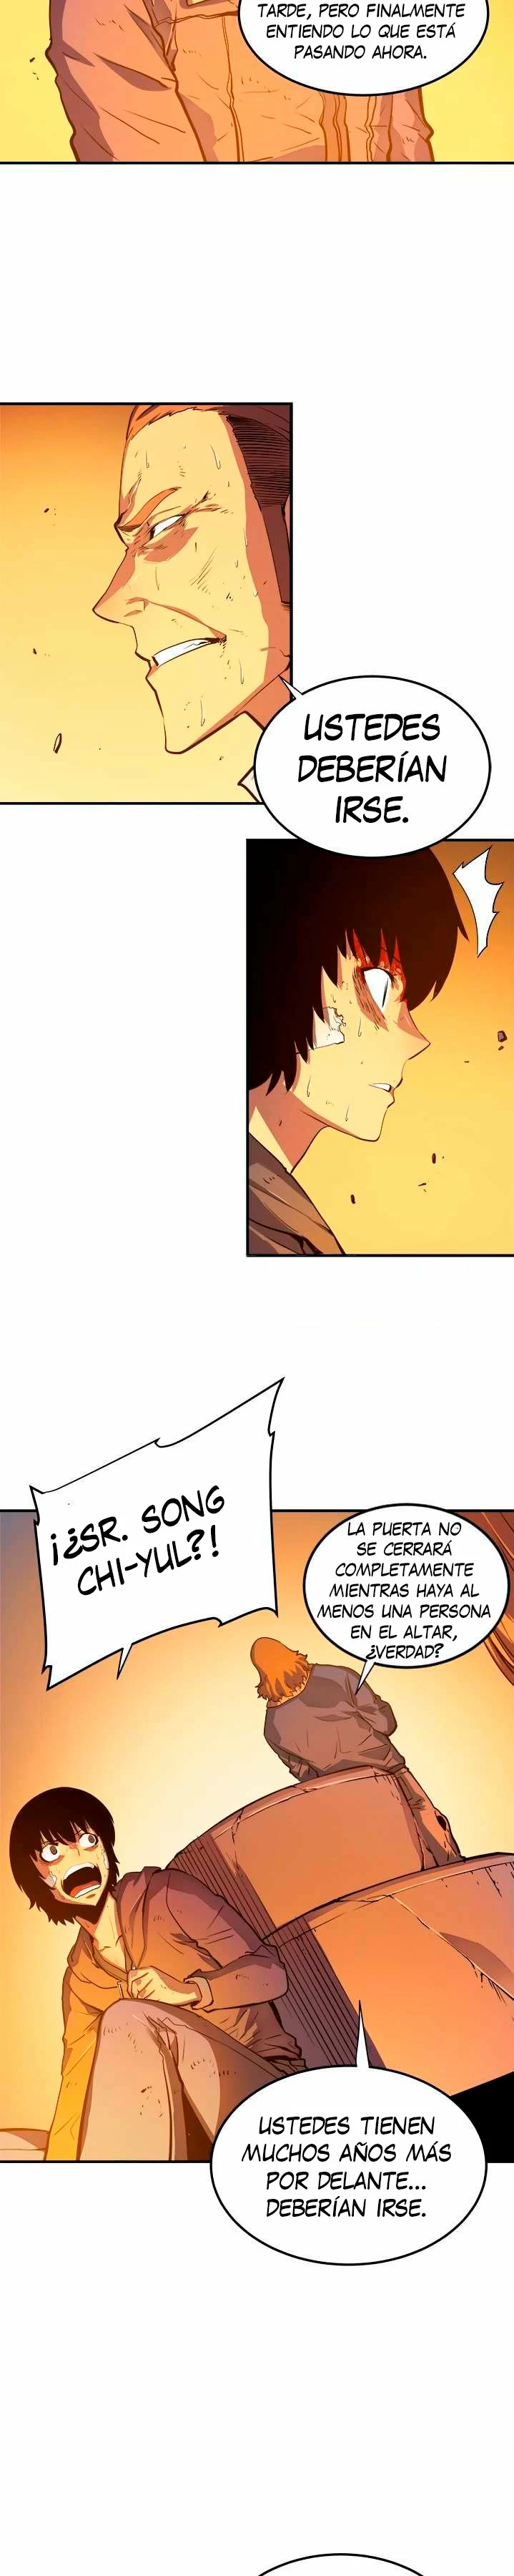 TARDE, PERO FINALMENTE
ENTIENDO LO QUE ESTÁ
PASANDO AHORA.
USTEDES
DEBERÍAN
IRSE.
¡¿SR. SONG
CHI-YUL?!
LA PUERTA NO
SE CERRARÁ
COMPLETAMENTE
MIENTRAS HAYA AL
MENOS UNA PERSONA
EN EL ALTAR,
¿VERDAD?
USTEDES TIENEN
MUCHOS AÑOS MÁS
POR DELANTE...
DEBERÍAN IRSE.